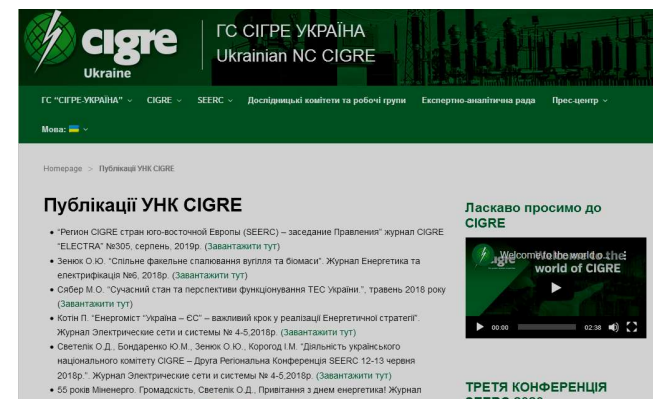 cigre
Ukraine
ГС СІГРЕ УКРАЇНА
Ukrainian NC CIGRE
ГС "СІГРЕ-УКРАЇНА" CIGRE SEERC Дослідницькі комітети та робочі групи Експертно-аналітична рада Прес-центр
Мова:
Homepage > Публікації УНК CIGRE
Публікації УНК CIGRE
"Регион CIGRE стран юго-восточной Европы (SEERC) – заседание Правления" журнал CIGRE
"ELECTRA" №305, серпень, 2019р. (Завантажити тут)
Зенюк О.Ю. "Спільне факельне спалювання вугілля та біомаси". Журнал Енергетика та
електрифікація №6, 2018р. (Завантажити тут)
Сябер М.О. "Сучасний стан та перспективи функціонування ТЕС України.", травень 2018 року
(Завантажити тут)
Котін П. "Енергоміст "Україна – ЄС" – важливий крок у реалізації Енергетичної стратегії".
Журнал Электрические сети и системы № 4-5,2018р. (Завантажити тут)
Светелік О.Д., Бондаренко Ю.М., Зенюк О.Ю., Корогод І.М. "Діяльність українського
національного комітету CIGRE – Друга Регіональна Конференція SEERC 12-13 червня
2018р.". Журнал Электрические сети и системы № 4-5,2018р. (Завантажити тут)
55 років Міненерго. Громадскість, Светелік О.Д., Привітання з днем енергетика! Журнал
Ласкаво просимо до
CIGRE
Welcome to the world o...
world of CIGRE
00:00 02:38
ТРЕТЯ КОНФЕРЕНЦІЯ